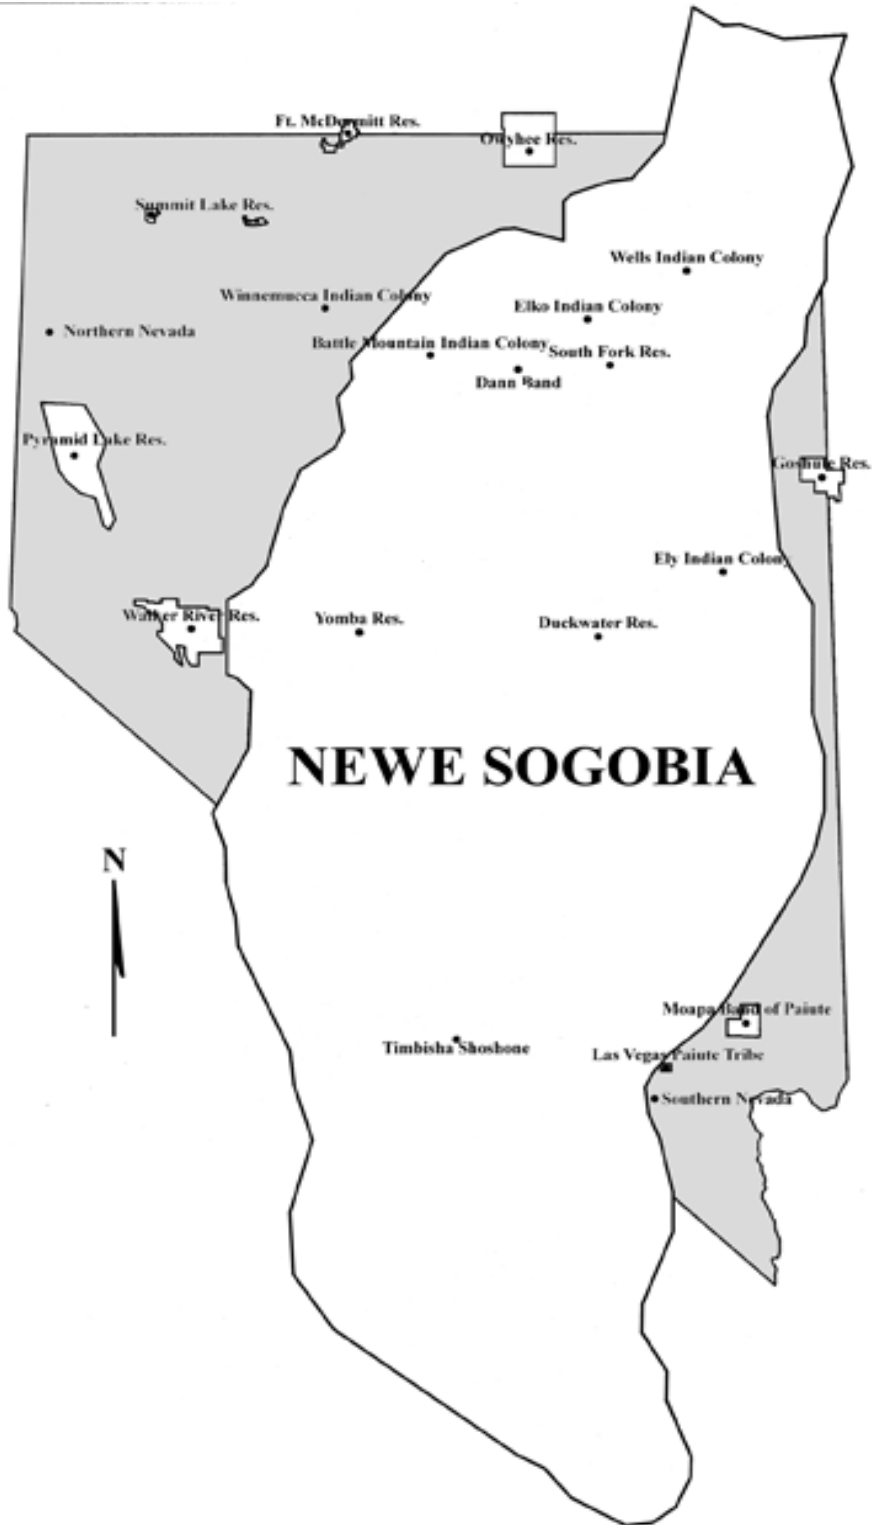 Ft. McDermitt Res.
Owyhee Res.
Summit Lake Res.
Wells Indian Colony
Winnemucca Indian Colony
Elko Indian Colony
Northern Nevada
Battle Mountain Indian Colony
South Fork Res.
Dann Band
Pyramid Lake Res.
Goshute Res.
Ely Indian Colony
Walker River Res.
Yomba Res.
Duckwater Res.
NEWE SOGOBIA
N
Moapa Band of Paiute
Timbisha Shoshone
Las Vegas Paiute Tribe
Southern Nevada